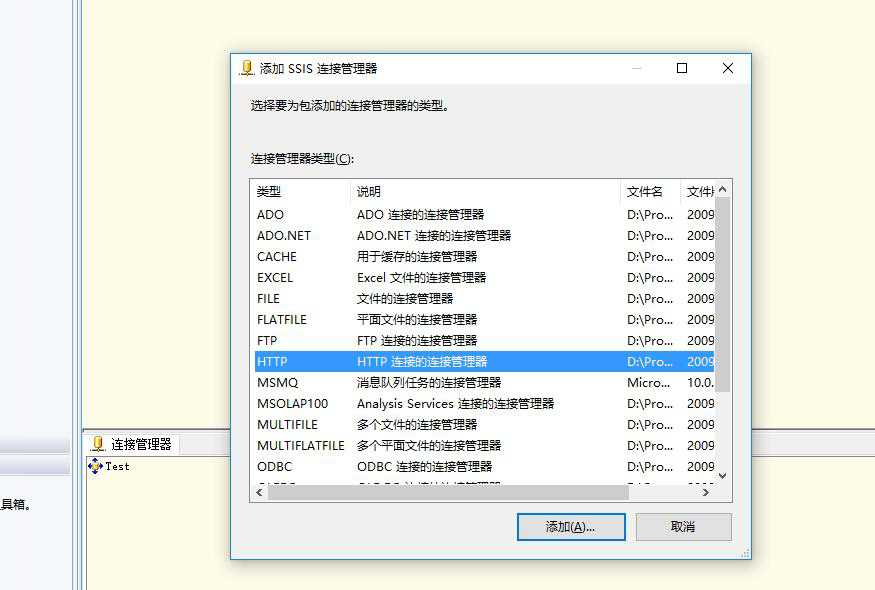 添加 SSIS 连接管理器
选择要为包添加的连接管理器的类型。
连接管理器类型(C):
类型 说明 文件名
ADO ADO 连接的连接管理器 D:\Pro... 2009
ADO.NET ADO.NET 连接的连接管理器 D:\Pro... 2009
CACHE 用于缓存的连接管理器 D:\Pro... 2009
EXCEL Excel 文件的连接管理器 D:\Pro... 2009
FILE 文件的连接管理器 D:\Pro... 2009
FLATFILE 平面文件的连接管理器 D:\Pro... 2009
FTP FTP 连接的连接管理器 D:\Pro... 2009
HTTP HTTP 连接的连接管理器 D:\Pro... 2009
MSMQ 消息队列任务的连接管理器 Micro... 10.0.
MSOLAP100 Analysis Services 连接的连接管理器 D:\Pro... 2009
MULTIFILE 多个文件的连接管理器 D:\Pro... 2009
MULTIFLATFILE 多个平面文件的连接管理器 D:\Pro... 2009
ODBC ODBC 连接的连接管理器 D:\Pro... 2009
添加(A)... 取消
连接管理器
Test
具箱。